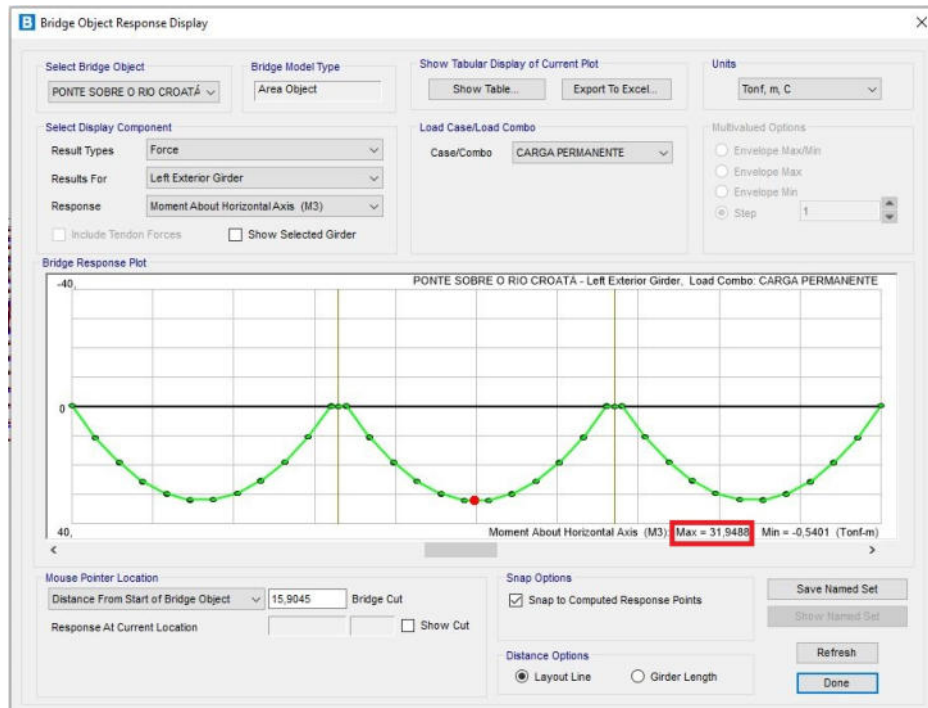 Bridge Object Response Display
Select Bridge Object
PONTE SOBRE O RIO CROATÁ
Bridge Model Type
Area Object
Show Tabular Display of Current Plot
Show Table...
Export To Excel...
Units
Tonf, m, C
Select Display Component
Result Types
Force
Results For
Left Exterior Girder
Response
Moment About Horizontal Axis (M3)
Include Tendon Forces
Show Selected Girder
Load Case/Load Combo
Case/Combo
CARGA PERMANENTE
Multivalued Options
Envelope Max/Min
Envelope Max
Envelope Min
Step
1
Bridge Response Plot
-40,
PONTE SOBRE O RIO CROATÁ - Left Exterior Girder, Load Combo: CARGA PERMANENTE
0
40,
Moment About Horizontal Axis (M3): Max = 31,9488 Min = -0,5401 (Tonf-m)
Mouse Pointer Location
Distance From Start of Bridge Object
15,9045
Bridge Cut
Response At Current Location
Show Cut
Snap Options
Snap to Computed Response Points
Distance Options
Layout Line
Girder Length
Save Named Set
Show Named Set
Refresh
Done